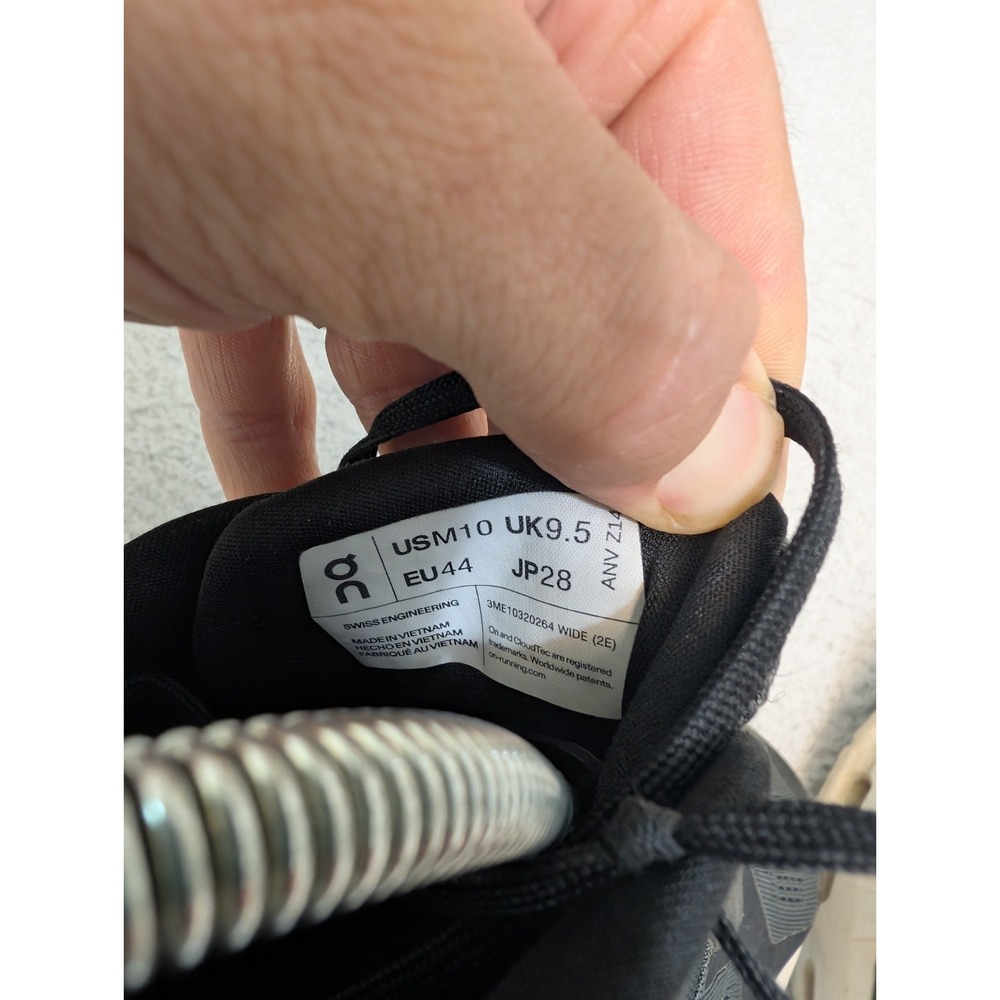 on
USM10 UK9.5
EU44 JP28
SWISS ENGINEERING
MADE IN VIETNAM
HECHO EN VIETNAM
FABRIQUÉ AU VIETNAM
3ME10320264 WIDE (2E)
On and CloudTec are registered
trademarks. Worldwide patents.
on-running.com
ANV